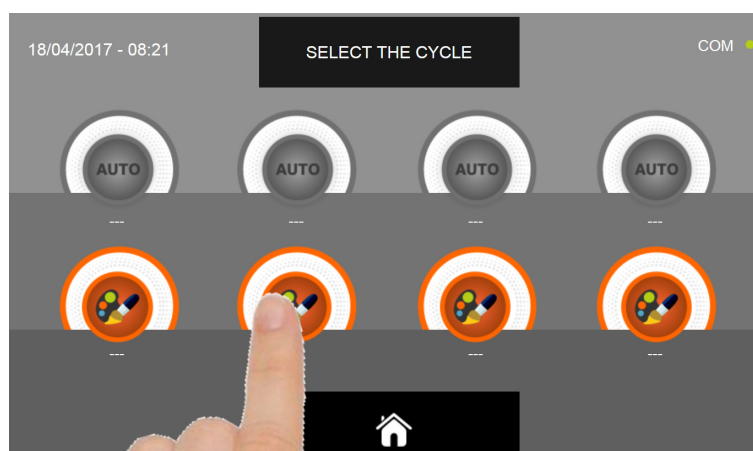 18/04/2017 - 08:21
SELECT THE CYCLE
COM
AUTO AUTO AUTO AUTO
--- --- --- ---
--- --- ---